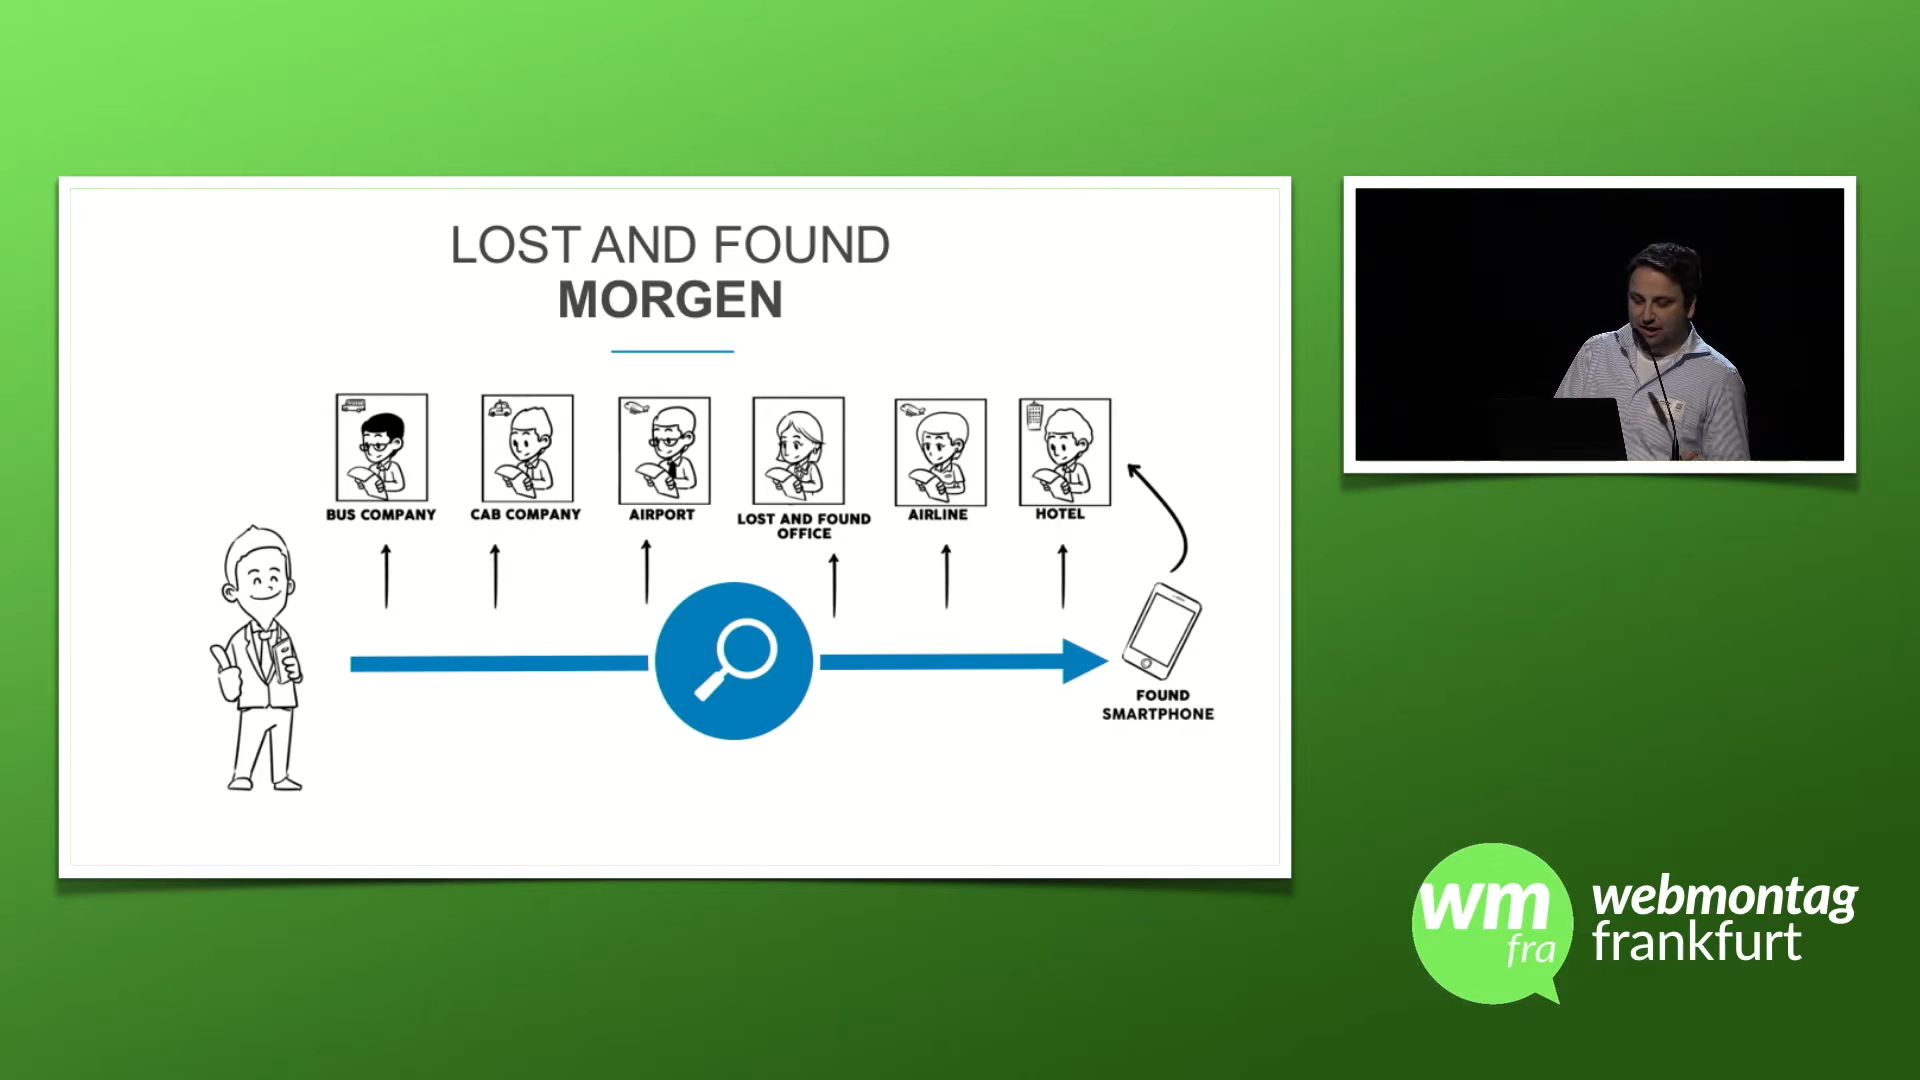 LOST AND FOUND
MORGEN
BUS COMPANY
CAB COMPANY
AIRPORT
LOST AND FOUND
OFFICE
AIRLINE
HOTEL
FOUND
SMARTPHONE
wm
fra
webmontag
frankfurt